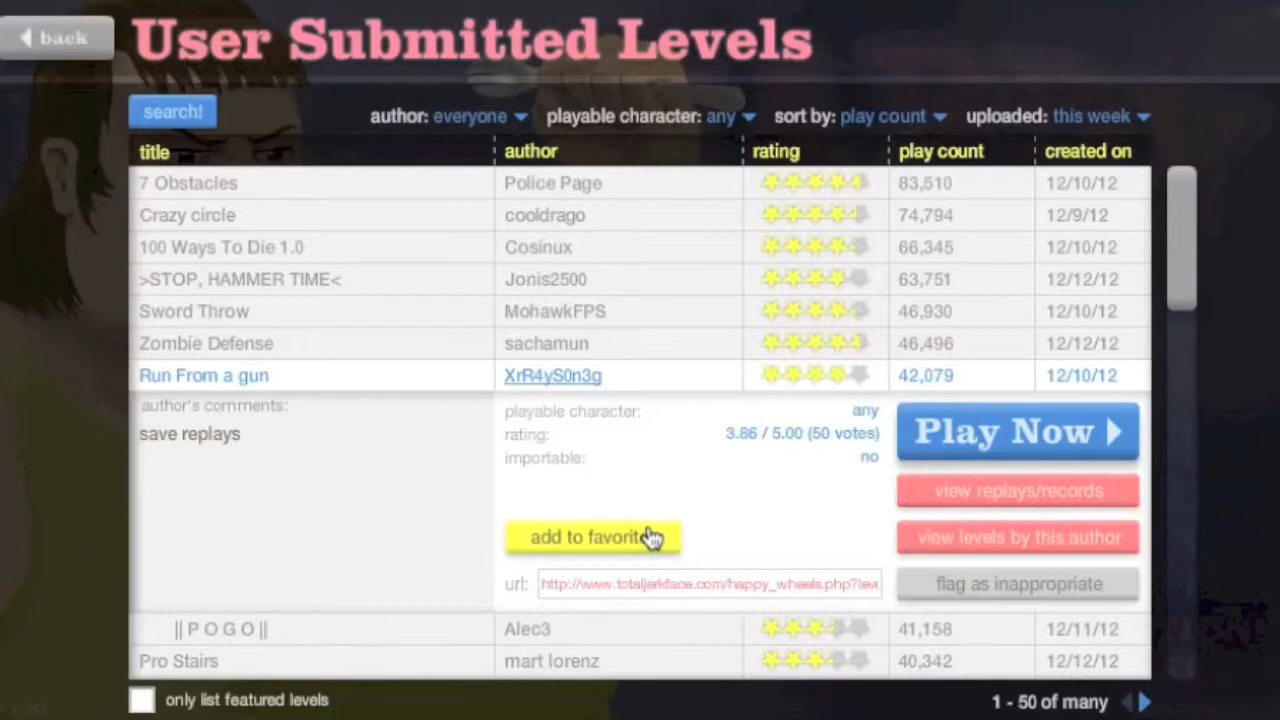 back
User Submitted Levels
search!
author: everyone playable character: any sort by: play count uploaded: this week
title author rating play count created on
7 Obstacles Police Page 83,510 12/10/12
Crazy circle cooldrago 74,794 12/9/12
100 Ways To Die 1.0 Cosinux 66,345 12/10/12
>STOP, HAMMER TIME< Jonis2500 63,751 12/12/12
Sword Throw MohawkFPS 46,930 12/10/12
Zombie Defense sachamun 46,496 12/12/12
Run From a gun XrR4yS0n3g 42,079 12/10/12
author's comments:
save replays
playable character: any
rating: 3.86 / 5.00 (50 votes)
importable: no
add to favorit
url: http://www.totaljerkface.com/happy_wheels.php?leve
Play Now
view replays/records
view levels by this author
flag as inappropriate
|| P O G O || Alec3 41,158 12/11/12
Pro Stairs mart lorenz 40,342 12/12/12
only list featured levels
1 - 50 of many